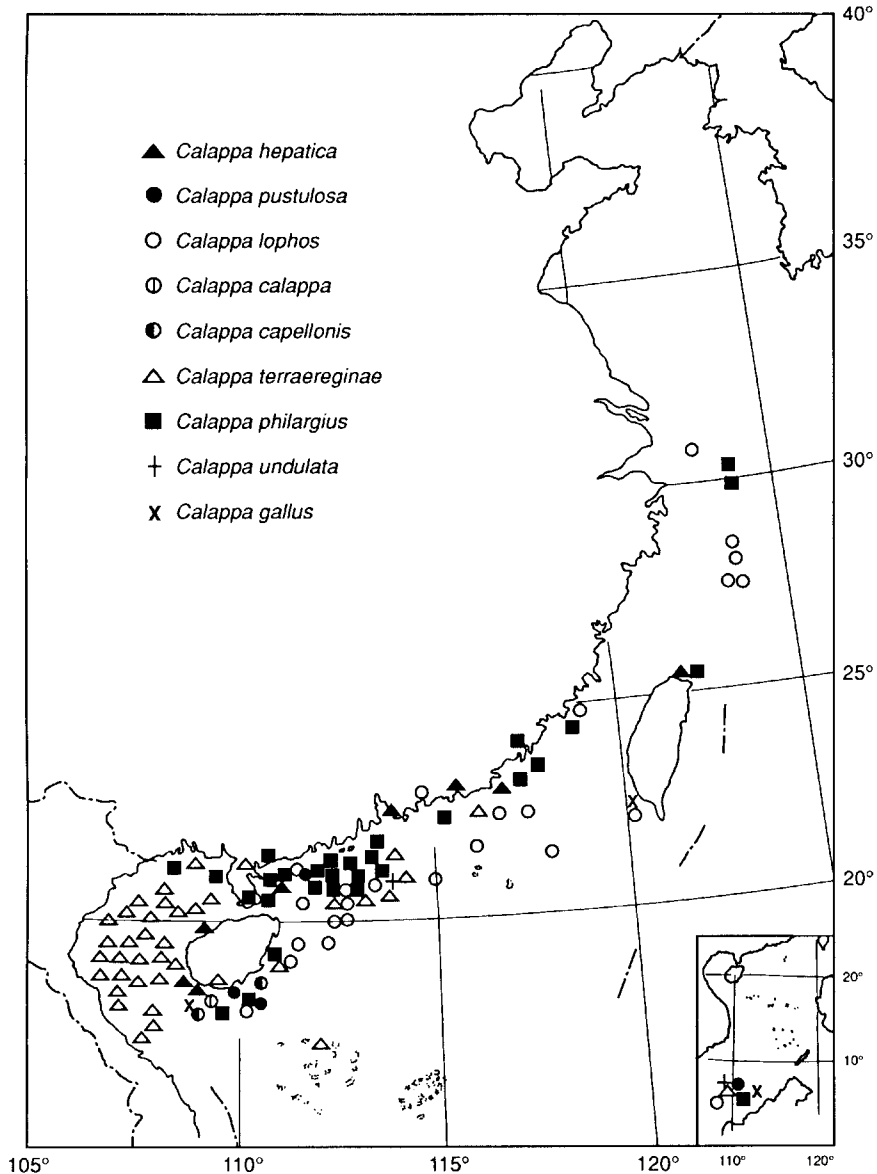 40°
Calappa hepatica
Calappa pustulosa
Calappa lophos
Calappa calappa
Calappa capellonis
Calappa terraereginae
Calappa philargius
Calappa undulata
Calappa gallus
35°
30°
25°
20°
20°
10°
105° 110° 115° 120° 110° 120°